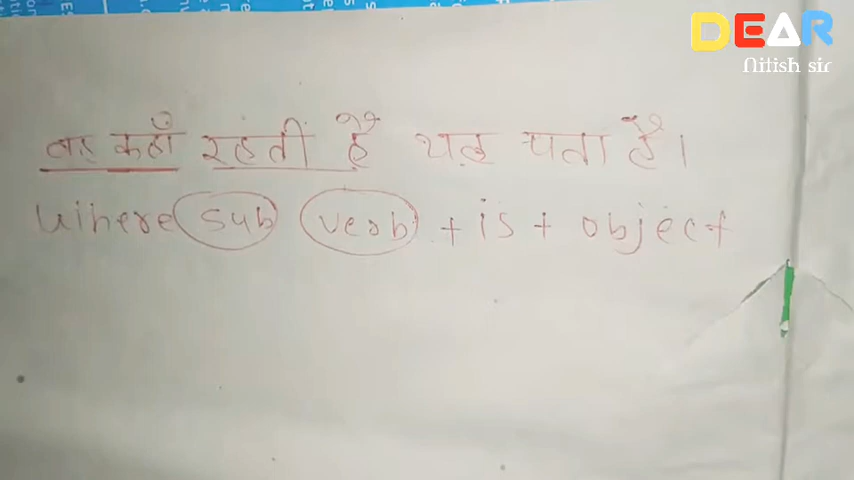 DEAR
Nitish sir
वह कहाँ रहती है यह पता है।
Where sub verb + is + object